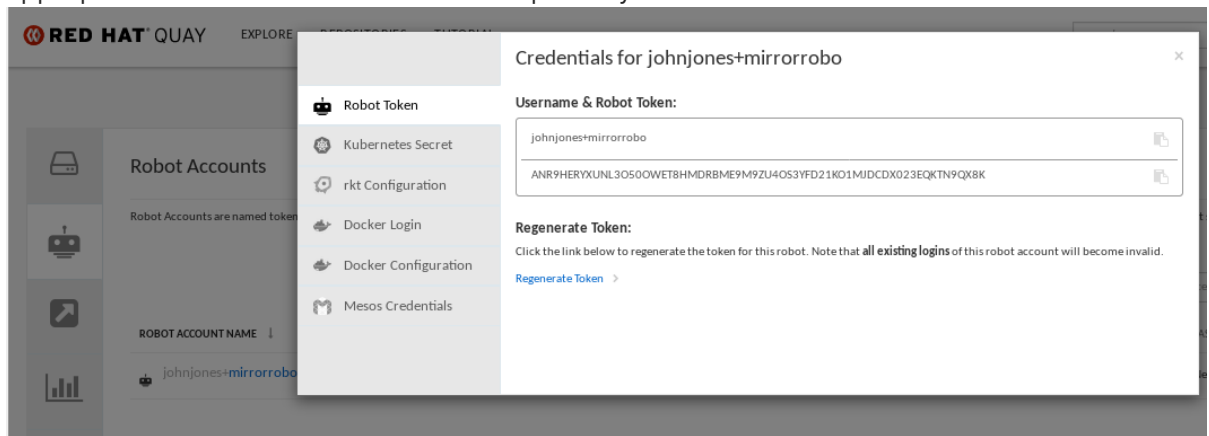 RED HAT QUAY EXPLORE
Credentials for johnjones+mirrorrobo
×
Robot Token
Kubernetes Secret
rkt Configuration
Docker Login
Docker Configuration
Mesos Credentials
Username & Robot Token:
johnjones+mirrorrobo
ANR9HERYXUNL3O50OWET8HMDRBME9M9ZU4OS3YFD21KO1MJDCDX023EQKTN9QX8K
Regenerate Token:
Click the link below to regenerate the token for this robot. Note that all existing logins of this robot account will become invalid.
Regenerate Token >
Robot Accounts
Robot Accounts are named token
ROBOT ACCOUNT NAME ↓
johnjones+mirrorrobo